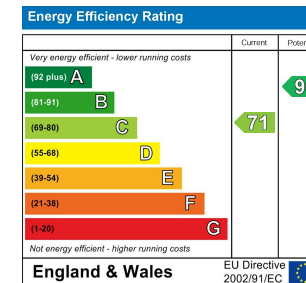 Energy Efficiency Rating
Current
Very energy efficient - lower running costs
(92 plus) A
(81-91) B
(69-80) C
71
(55-68) D
(39-54) E
(21-38) F
(1-20) G
Not energy efficient - higher running costs
England & Wales
EU Directive
2002/91/EC